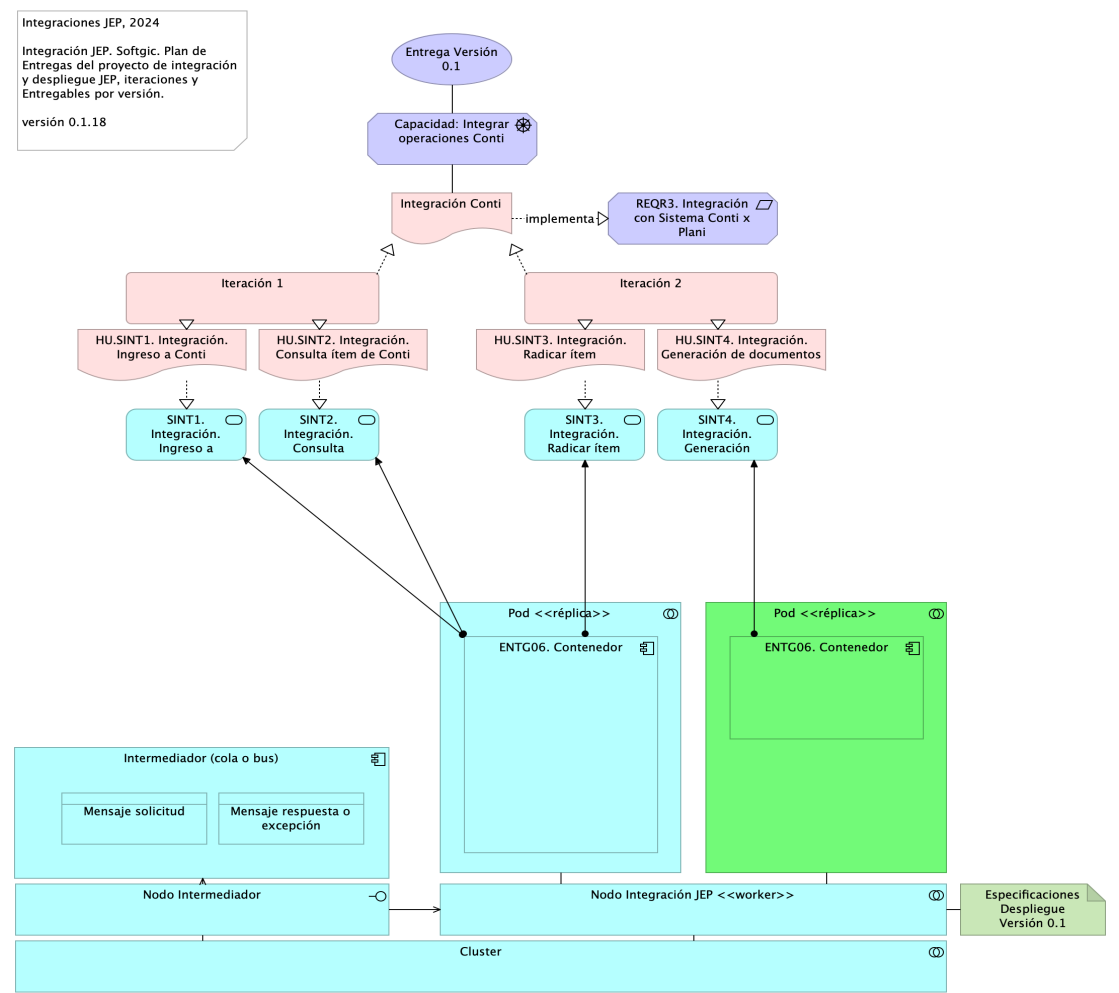 Integraciones JEP, 2024
Integración JEP. Softgic. Plan de
Entregas del proyecto de integración
y despliegue JEP, iteraciones y
Entregables por versión.
versión 0.1.18
Entrega Versión
0.1
Capacidad: Integrar
operaciones Conti
Integración Conti
implementa
REQR3. Integración
con Sistema Conti x
Plani
Iteración 1
Iteración 2
HU.SINT1. Integración.
Ingreso a Conti
HU.SINT2. Integración.
Consulta ítem de Conti
HU.SINT3. Integración.
Radicar ítem
HU.SINT4. Integración.
Generación de documentos
SINT1.
Integración.
Ingreso a
SINT2.
Integración.
Consulta
SINT3.
Integración.
Radicar ítem
SINT4.
Integración.
Generación
Pod <<réplica>>
ENTG06. Contenedor
Pod <<réplica>>
ENTG06. Contenedor
Intermediador (cola o bus)
Mensaje solicitud
Mensaje respuesta o
excepción
Nodo Intermediador
Nodo Integración JEP <<worker>>
Especificaciones
Despliegue
Versión 0.1
Cluster